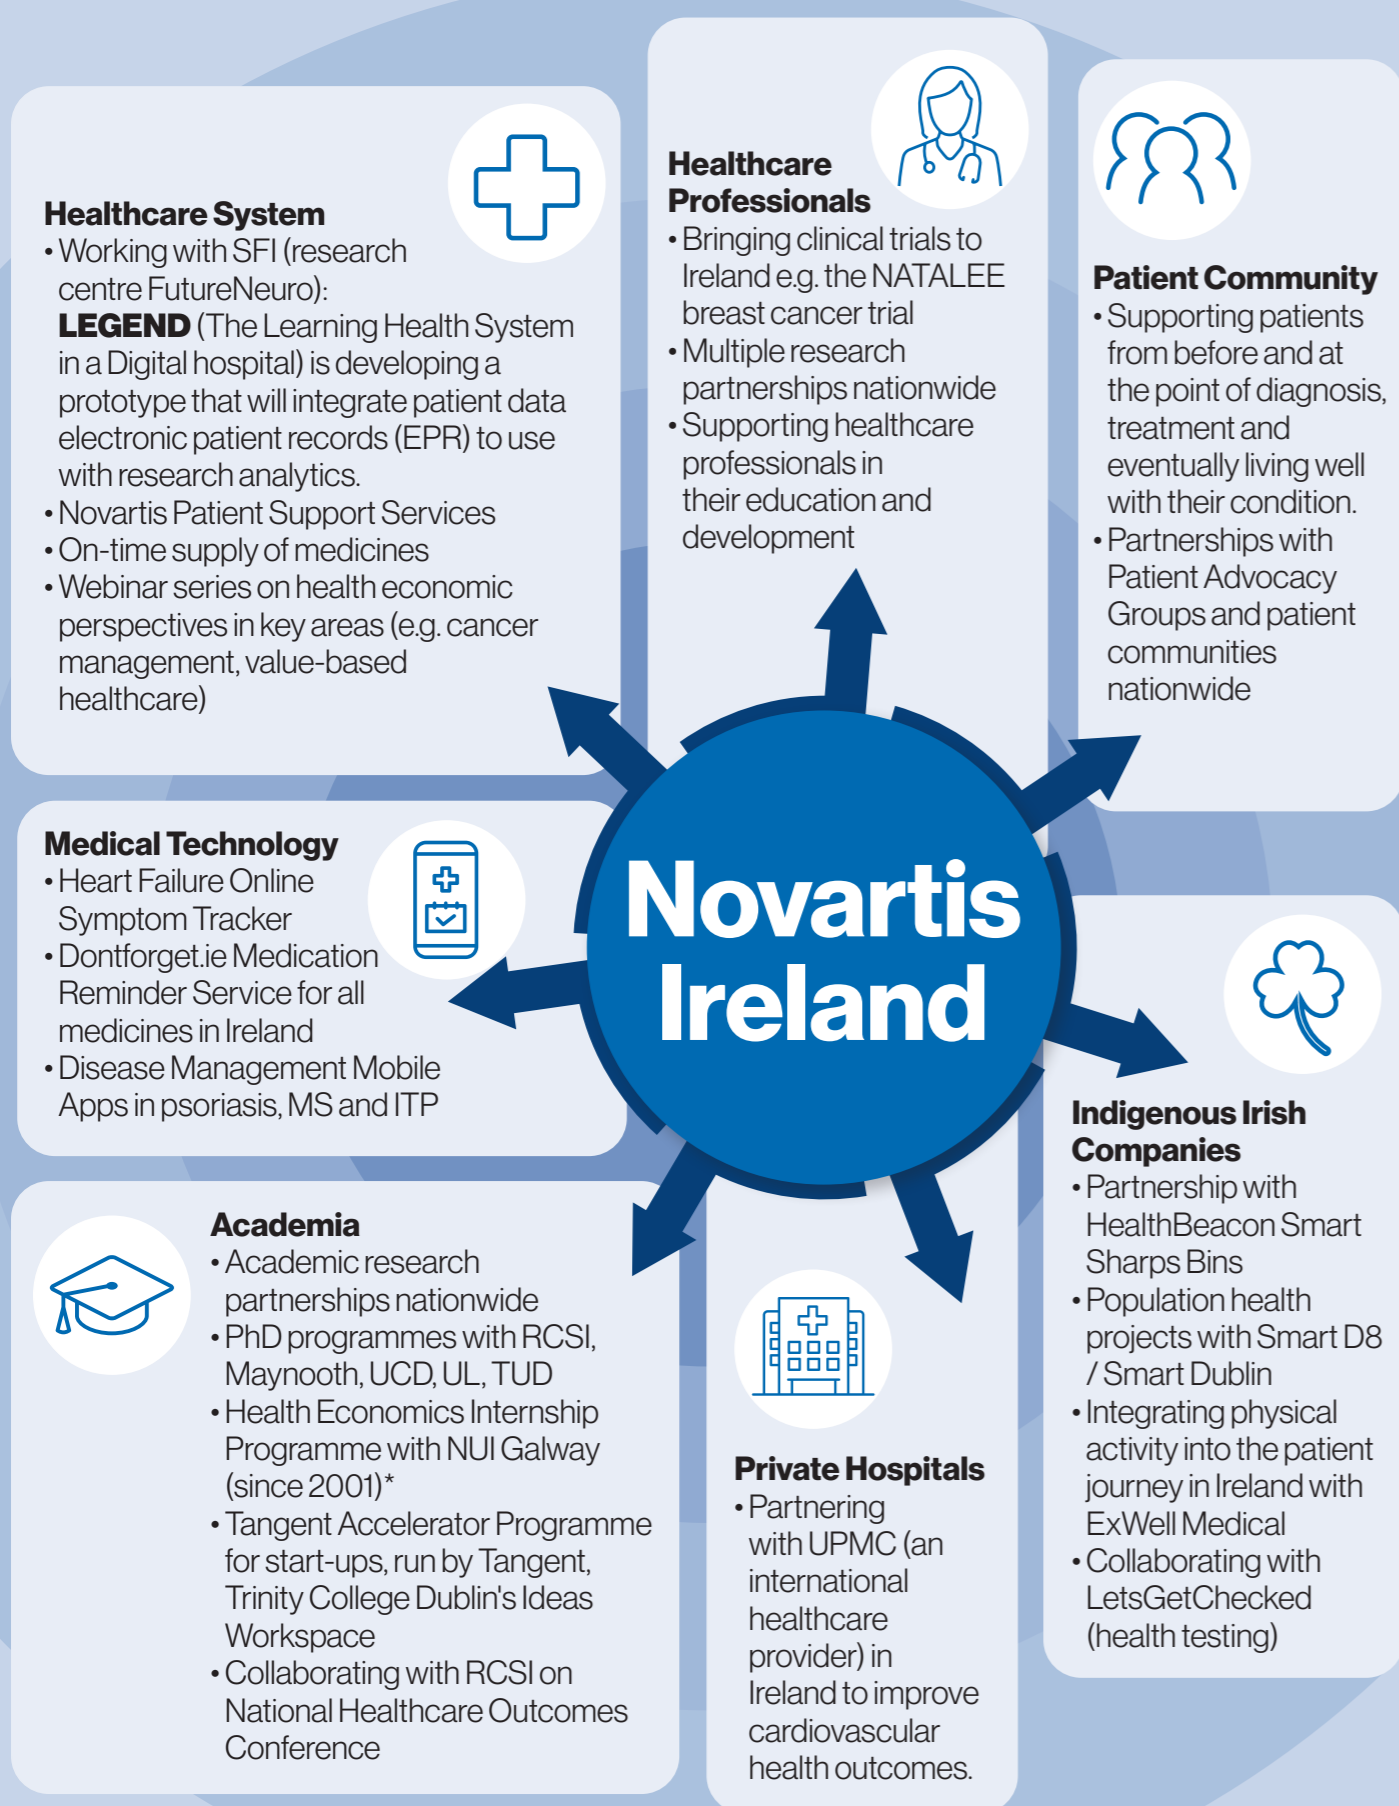 Healthcare System
• Working with SFI (research
centre FutureNeuro):
LEGEND (The Learning Health System
in a Digital hospital) is developing a
prototype that will integrate patient data
electronic patient records (EPR) to use
with research analytics.
• Novartis Patient Support Services
• On-time supply of medicines
• Webinar series on health economic
perspectives in key areas (e.g. cancer
management, value-based
healthcare)
Healthcare
Professionals
• Bringing clinical trials to
Ireland e.g. the NATALEE
breast cancer trial
• Multiple research
partnerships nationwide
• Supporting healthcare
professionals in
their education and
development
Patient Community
• Supporting patients
from before and at
the point of diagnosis,
treatment and
eventually living well
with their condition.
• Partnerships with
Patient Advocacy
Groups and patient
communities
nationwide
Medical Technology
• Heart Failure Online
Symptom Tracker
• Dontforget.ie Medication
Reminder Service for all
medicines in Ireland
• Disease Management Mobile
Apps in psoriasis, MS and ITP
Novartis
Ireland
Indigenous Irish
Companies
• Partnership with
HealthBeacon Smart
Sharps Bins
• Population health
projects with Smart D8
/ Smart Dublin
• Integrating physical
activity into the patient
journey in Ireland with
ExWell Medical
• Collaborating with
LetsGetChecked
(health testing)
Academia
• Academic research
partnerships nationwide
• PhD programmes with RCSI,
Maynooth, UCD, UL, TUD
• Health Economics Internship
Programme with NUI Galway
(since 2001)*
• Tangent Accelerator Programme
for start-ups, run by Tangent,
Trinity College Dublin's Ideas
Workspace
• Collaborating with RCSI on
National Healthcare Outcomes
Conference
Private Hospitals
• Partnering
with UPMC (an
international
healthcare
provider) in
Ireland to improve
cardiovascular
health outcomes.